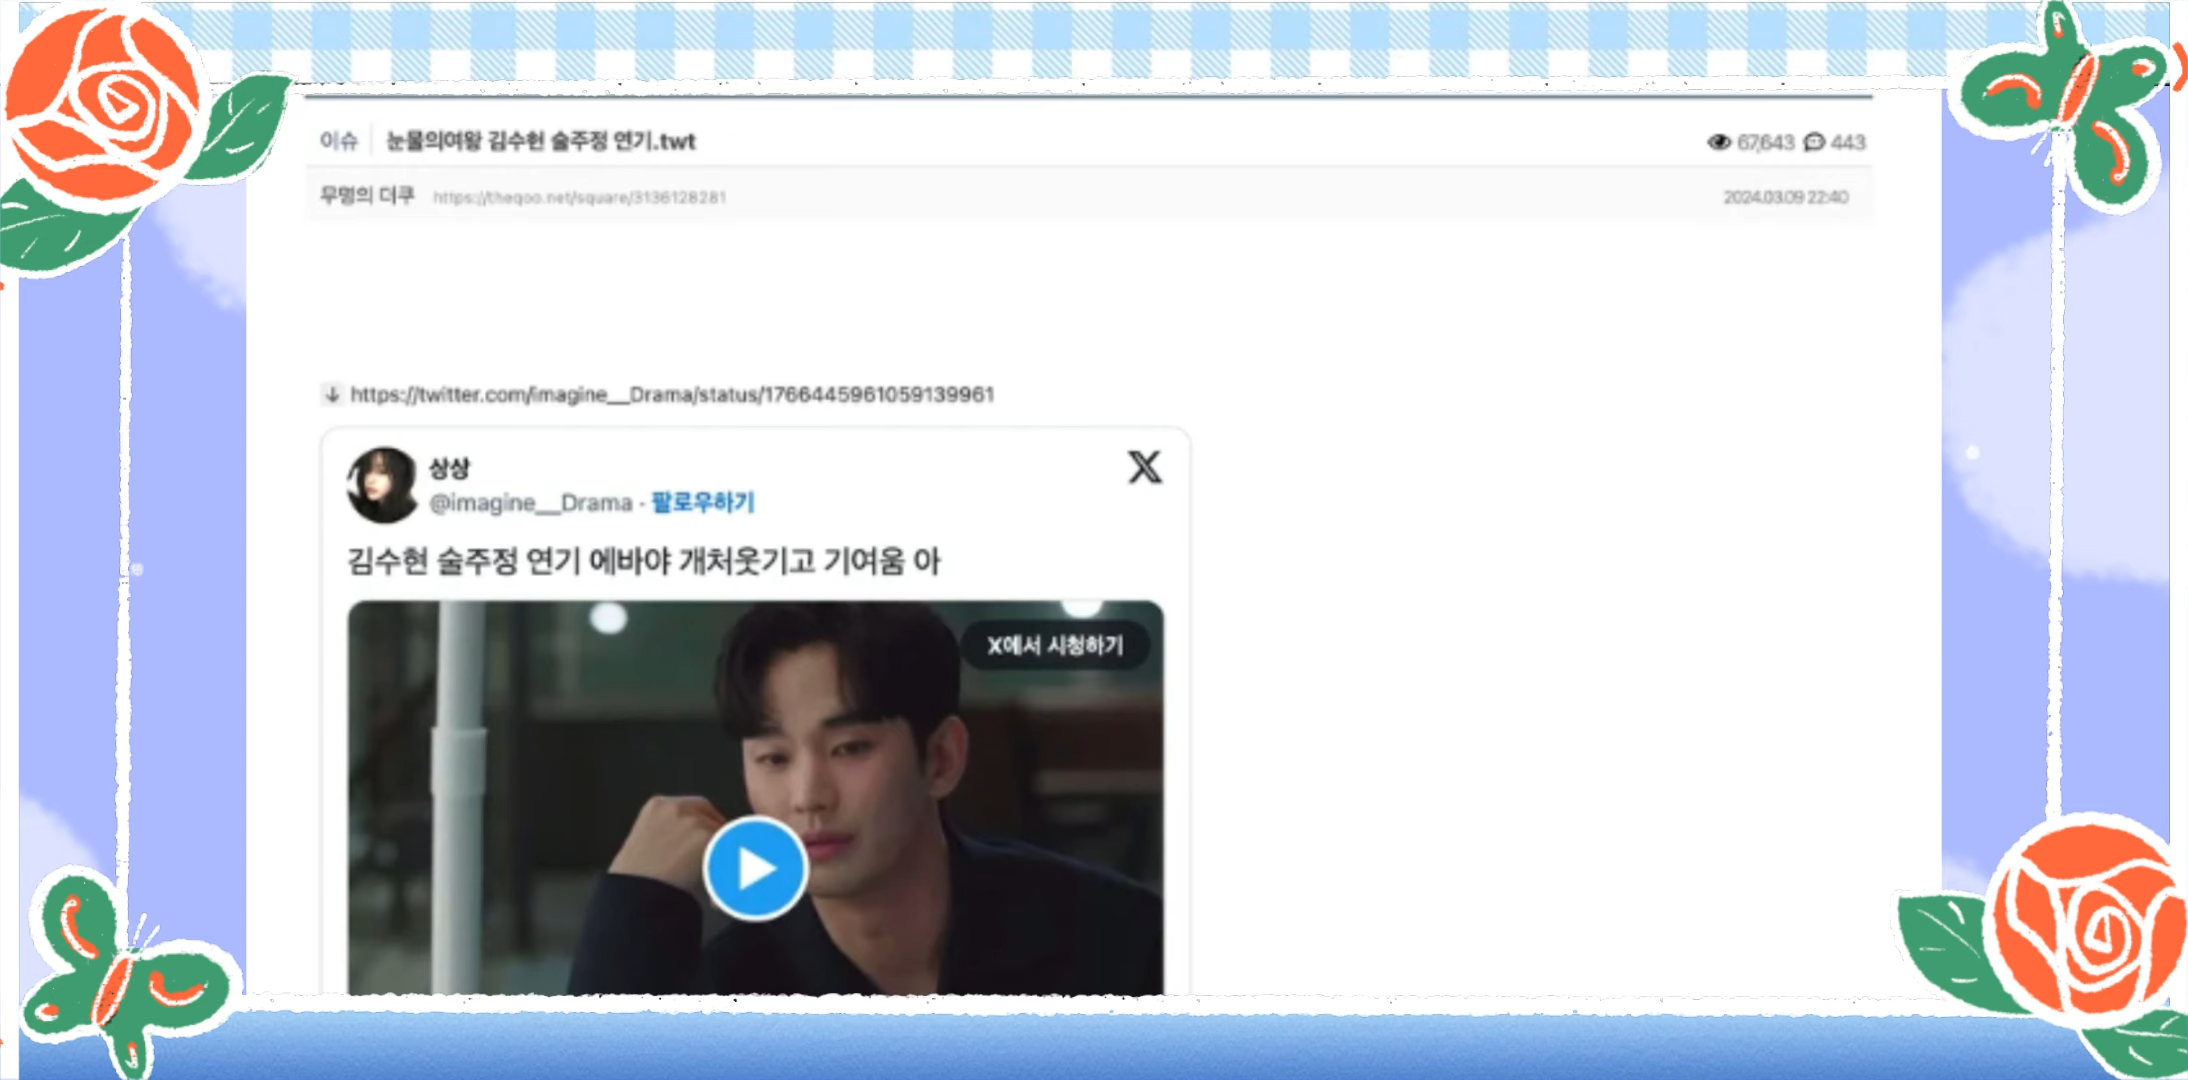 이슈 눈물의여왕 김수현 술주정 연기.twt 67,643 443
무명의 더쿠 https://theqoo.net/square/3136128281 2024.03.09 22:40
https://twitter.com/imagine__Drama/status/1766445961059139961
상상
@imagine__Drama · 팔로우하기
김수현 술주정 연기 에바야 개처웃기고 기여움 아
X에서 시청하기